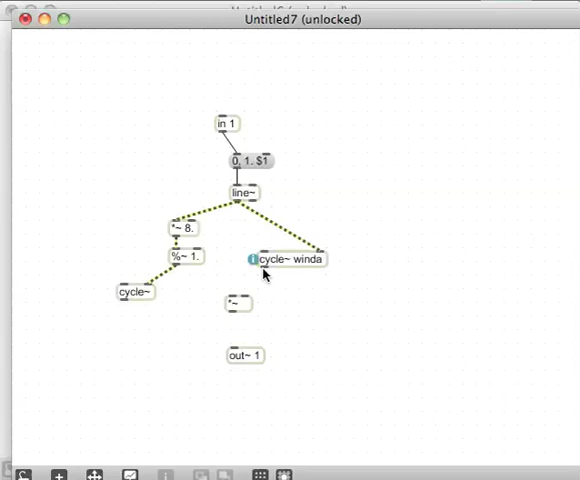 Untitled7 (unlocked)
in 1
0, 1. $1
line~
*~ 8.
%~ 1.
cycle~ winda
cycle~
*~
out~ 1